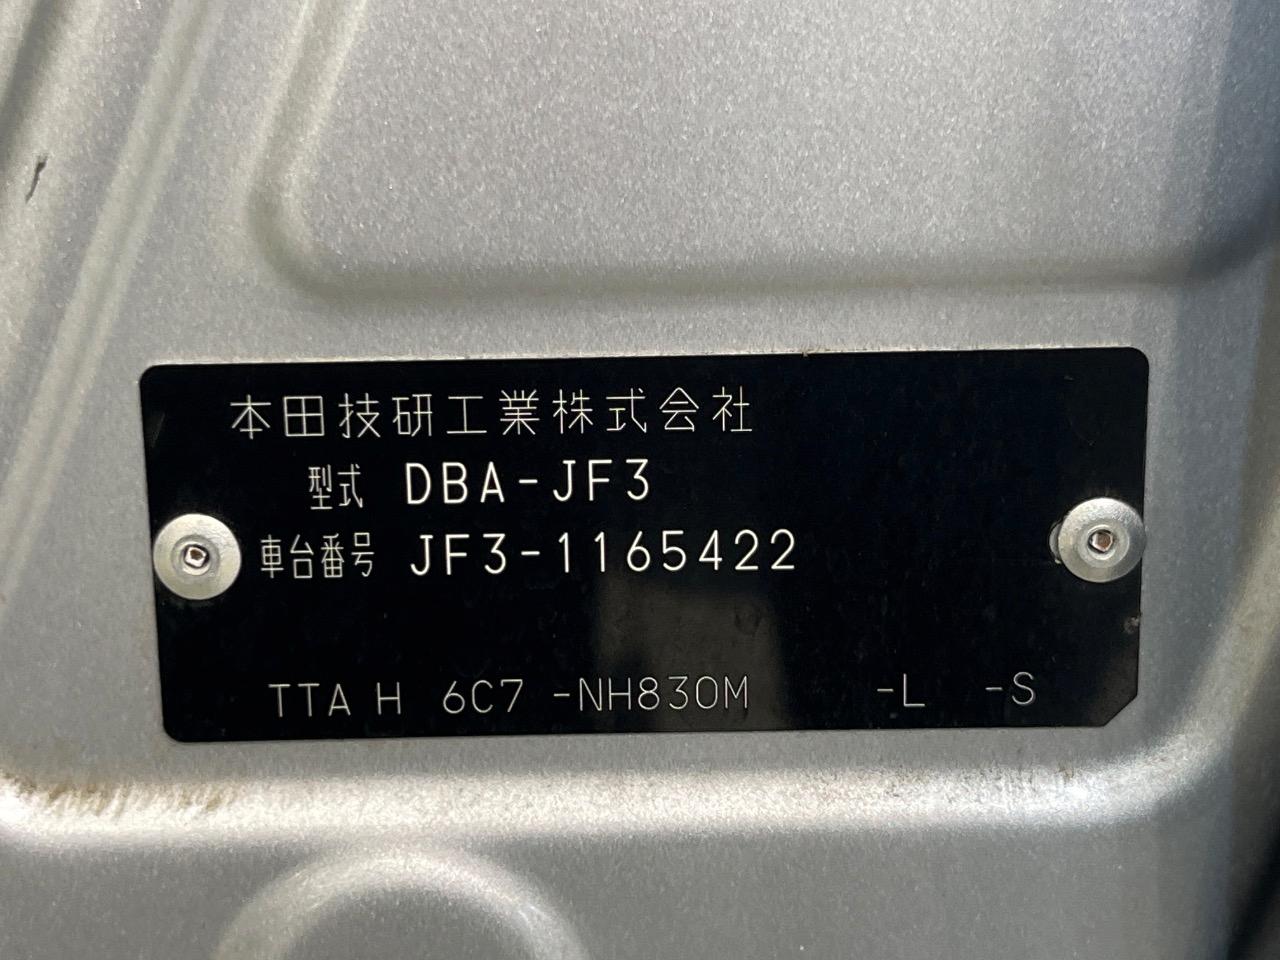 本田技研工業株式会社
型式 DBA-JF3
車台番号 JF3-1165422
TTA H 6C7 -NH830M -L -S